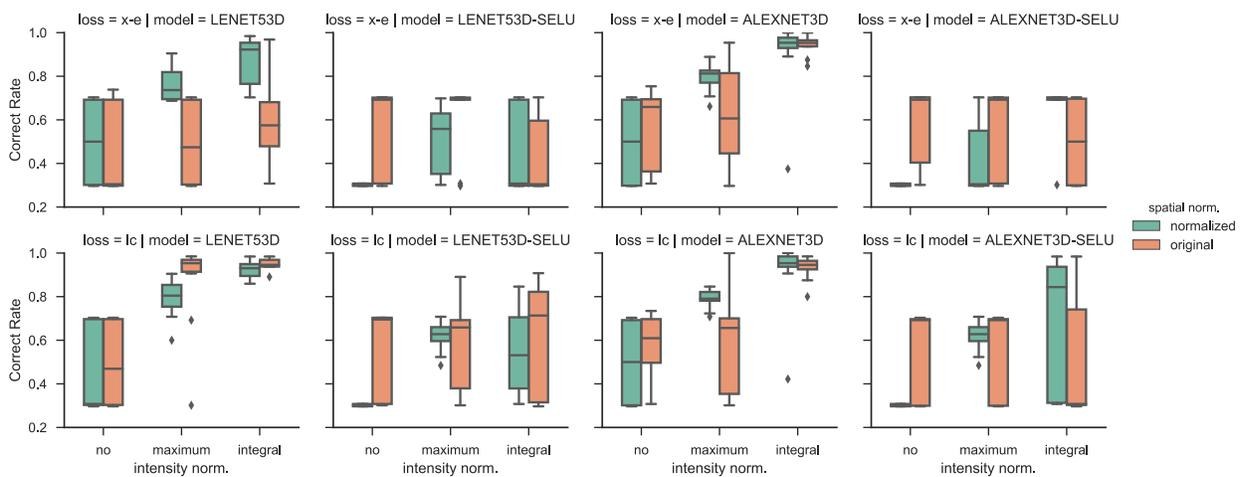 loss = x-e | model = LENET53D
loss = x-e | model = LENET53D-SELU
loss = x-e | model = ALEXNET3D
loss = x-e | model = ALEXNET3D-SELU
1.0
0.8
0.6
0.4
0.2
Correct Rate
spatial norm.
normalized
original
loss = lc | model = LENET53D
loss = lc | model = LENET53D-SELU
loss = lc | model = ALEXNET3D
loss = lc | model = ALEXNET3D-SELU
1.0
0.8
0.6
0.4
0.2
Correct Rate
no maximum integral
intensity norm.
no maximum integral
intensity norm.
no maximum integral
intensity norm.
no maximum integral
intensity norm.